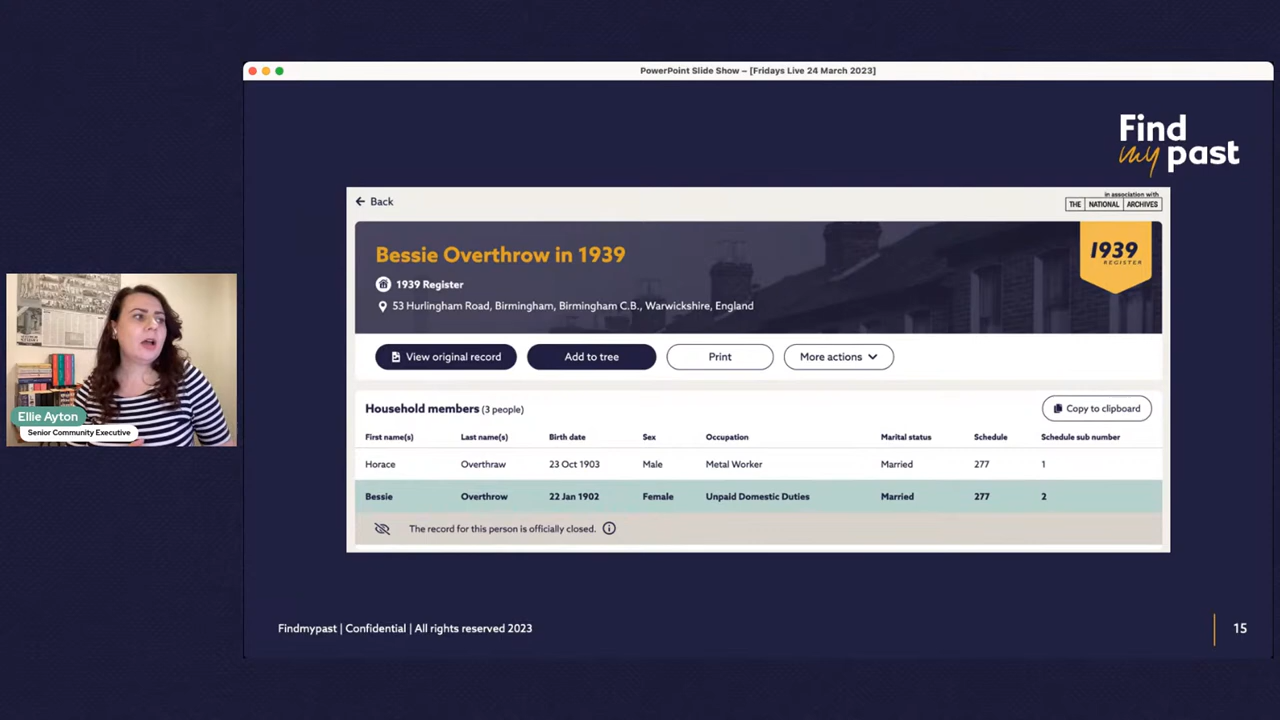 PowerPoint Slide Show – [Fridays Live 24 March 2023]
Find
my past
Back
in association with
THE NATIONAL ARCHIVES
Bessie Overthrow in 1939
1939
REGISTER
1939 Register
53 Hurlingham Road, Birmingham, Birmingham C.B., Warwickshire, England
View original record Add to tree Print More actions
Household members (3 people) Copy to clipboard
First name(s) Last name(s) Birth date Sex Occupation Marital status Schedule Schedule sub number
Horace Overthraw 23 Oct 1903 Male Metal Worker Married 277 1
Bessie Overthrow 22 Jan 1902 Female Unpaid Domestic Duties Married 277 2
The record for this person is officially closed.
Ellie Ayton
Senior Community Executive
Findmypast | Confidential | All rights reserved 2023
15